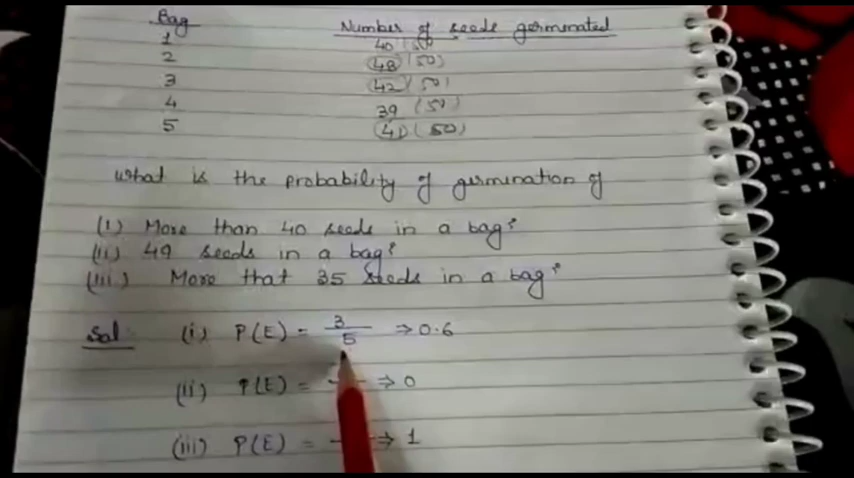 Bag Number of seeds germinated
1 40 (50
2 48 (50)
3 42 (50)
4 39 (50)
5 41 (50)
What is the probability of germination of
(i) More than 40 seeds in a bag?
(ii) 49 seeds in a bag?
(iii) More that 35 seeds in a bag?
Sol (i) P(E) = 3/5 ⇒ 0.6
(ii) P(E) = ⇒ 0
(iii) P(E) = ⇒ 1